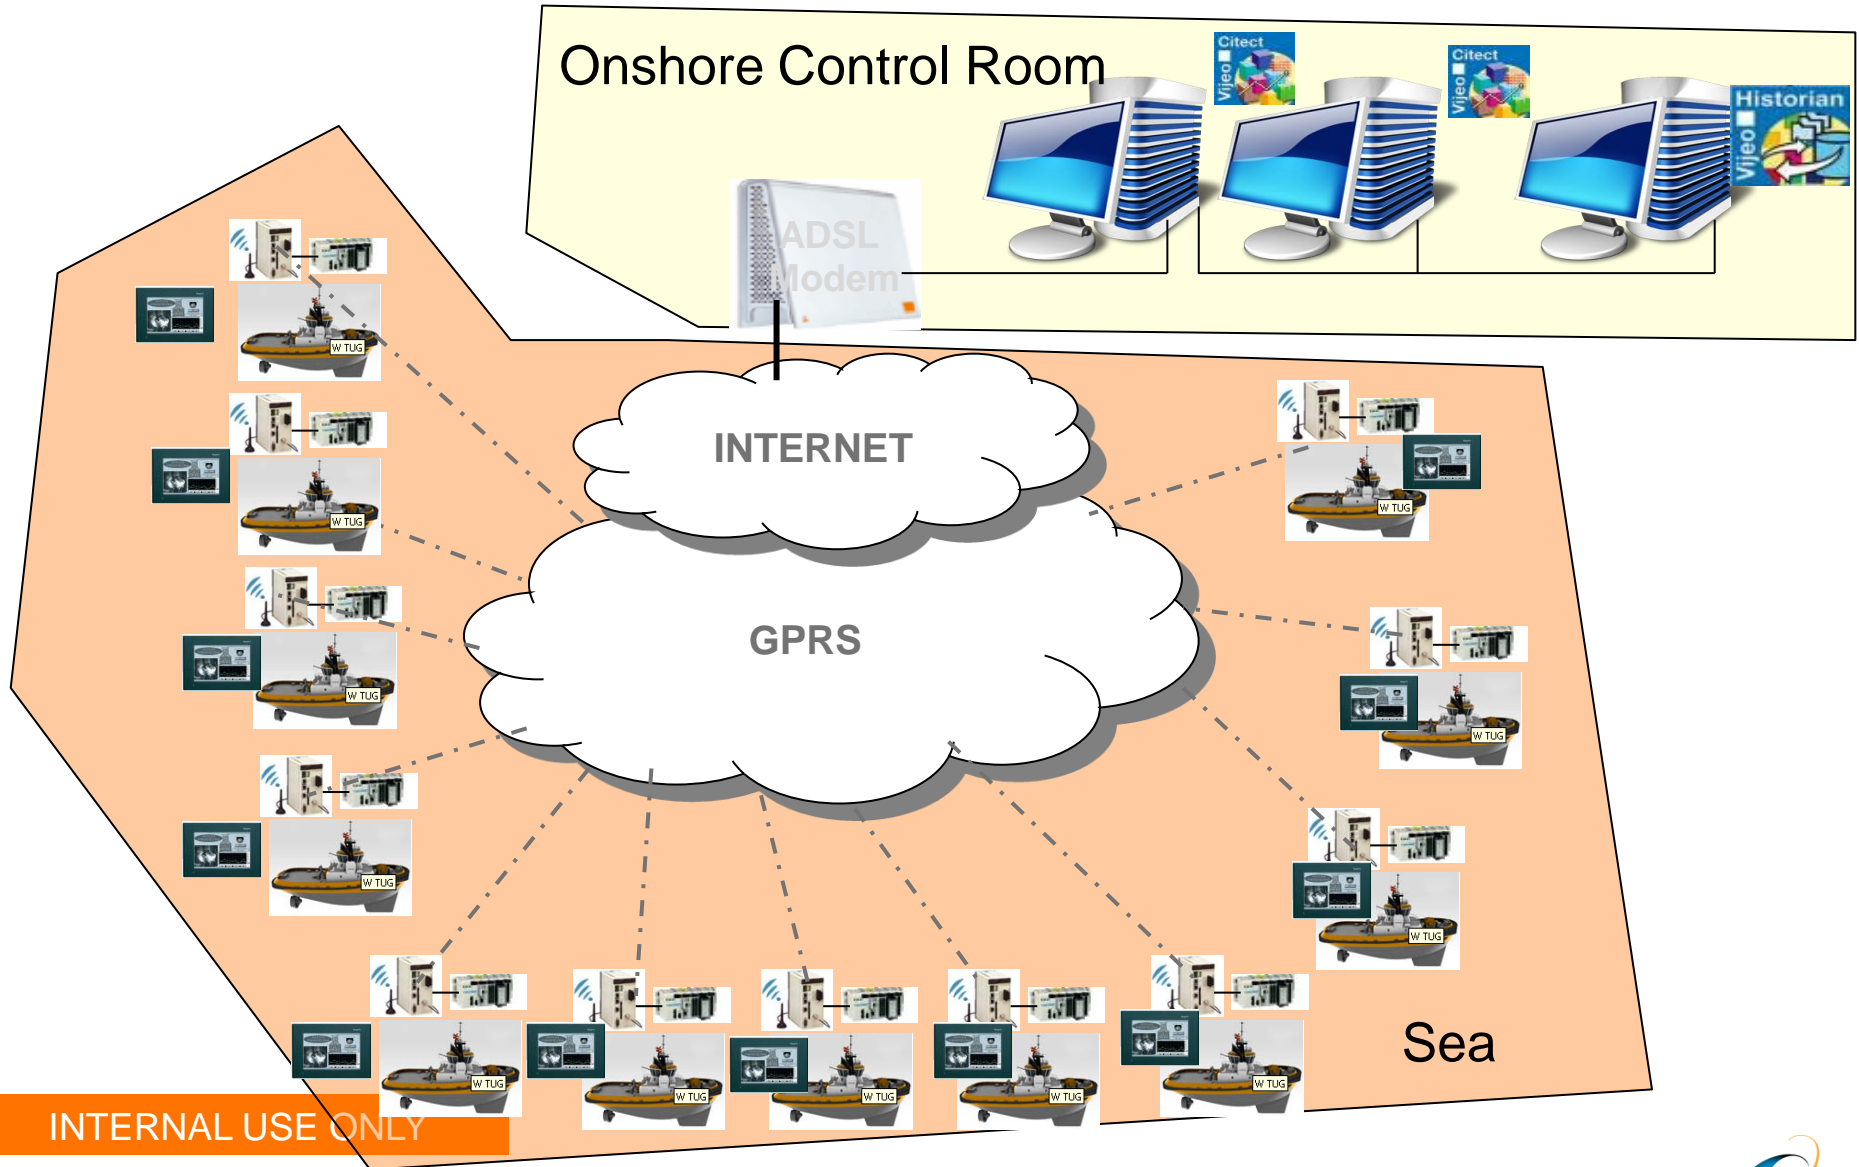 Onshore Control Room
Citect
Vijeo
Citect
Vijeo
Historian
Vijeo
ADSL
Modem
INTERNET
GPRS
W TUG
W TUG
W TUG
W TUG
W TUG
W TUG
W TUG
W TUG
W TUG
W TUG
W TUG
W TUG
Sea
INTERNAL USE ONLY